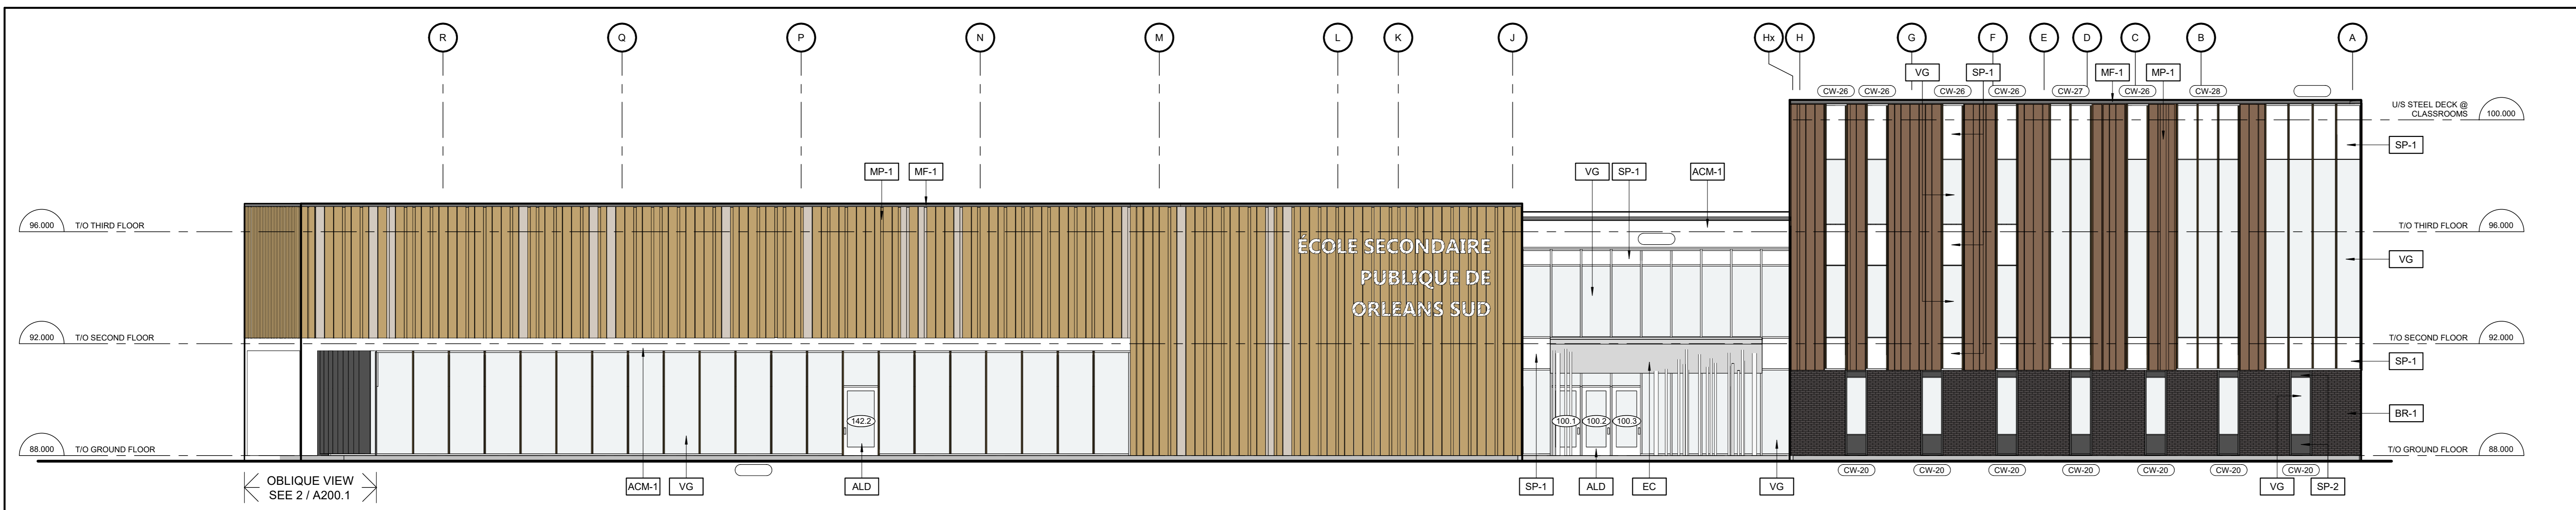 R Q P N M L K J Hx H G F E D C B A
VG SP-1 MF-1 MP-1
CW-26 CW-26 CW-26 CW-26 CW-27 CW-26 CW-28
U/S STEEL DECK @
CLASSROOMS 100.000
SP-1
MP-1 MF-1 VG SP-1 ACM-1
96.000 T/O THIRD FLOOR
T/O THIRD FLOOR 96.000
ÉCOLE SECONDAIRE
PUBLIQUE DE
ORLEANS SUD
VG
92.000 T/O SECOND FLOOR
T/O SECOND FLOOR 92.000
SP-1
142.2 100.1 100.2 100.3
BR-1
88.000 T/O GROUND FLOOR
T/O GROUND FLOOR 88.000
CW-20 CW-20 CW-20 CW-20 CW-20 CW-20 CW-20
OBLIQUE VIEW
SEE 2 / A200.1
ACM-1 VG ALD SP-1 ALD EC VG VG SP-2